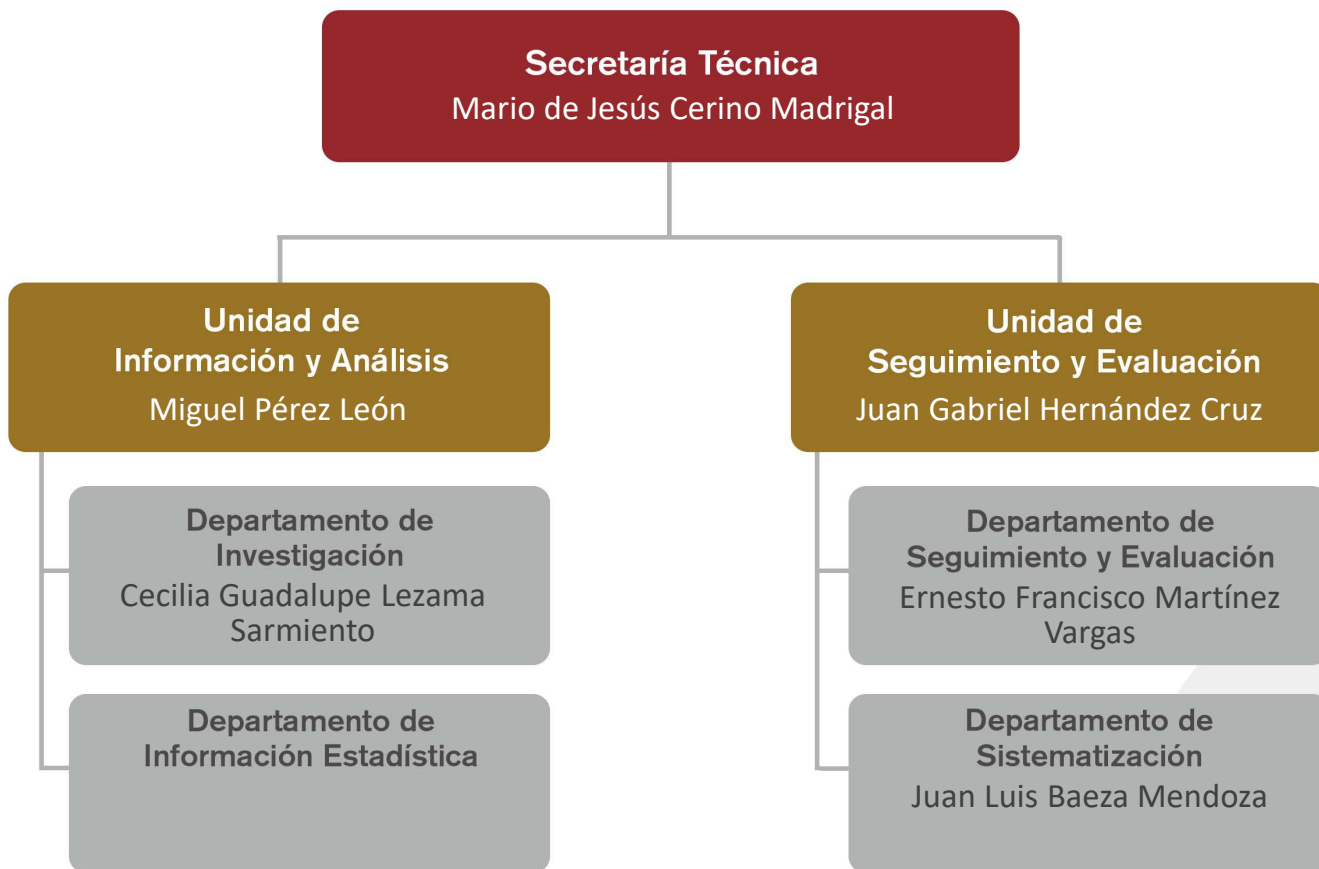 Secretaría Técnica
Mario de Jesús Cerino Madrigal
Unidad de
Información y Análisis
Miguel Pérez León
Unidad de
Seguimiento y Evaluación
Juan Gabriel Hernández Cruz
Departamento de
Investigación
Cecilia Guadalupe Lezama
Sarmiento
Departamento de
Seguimiento y Evaluación
Ernesto Francisco Martínez
Vargas
Departamento de
Información Estadística
Departamento de
Sistematización
Juan Luis Baeza Mendoza